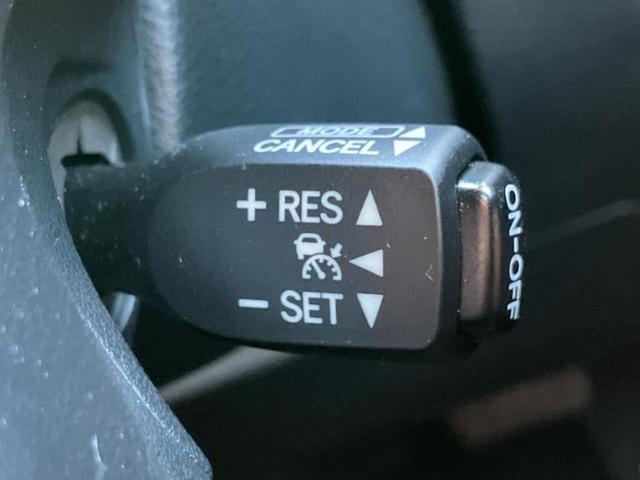 MODE
CANCEL
+ RES
- SET
ON-OFF